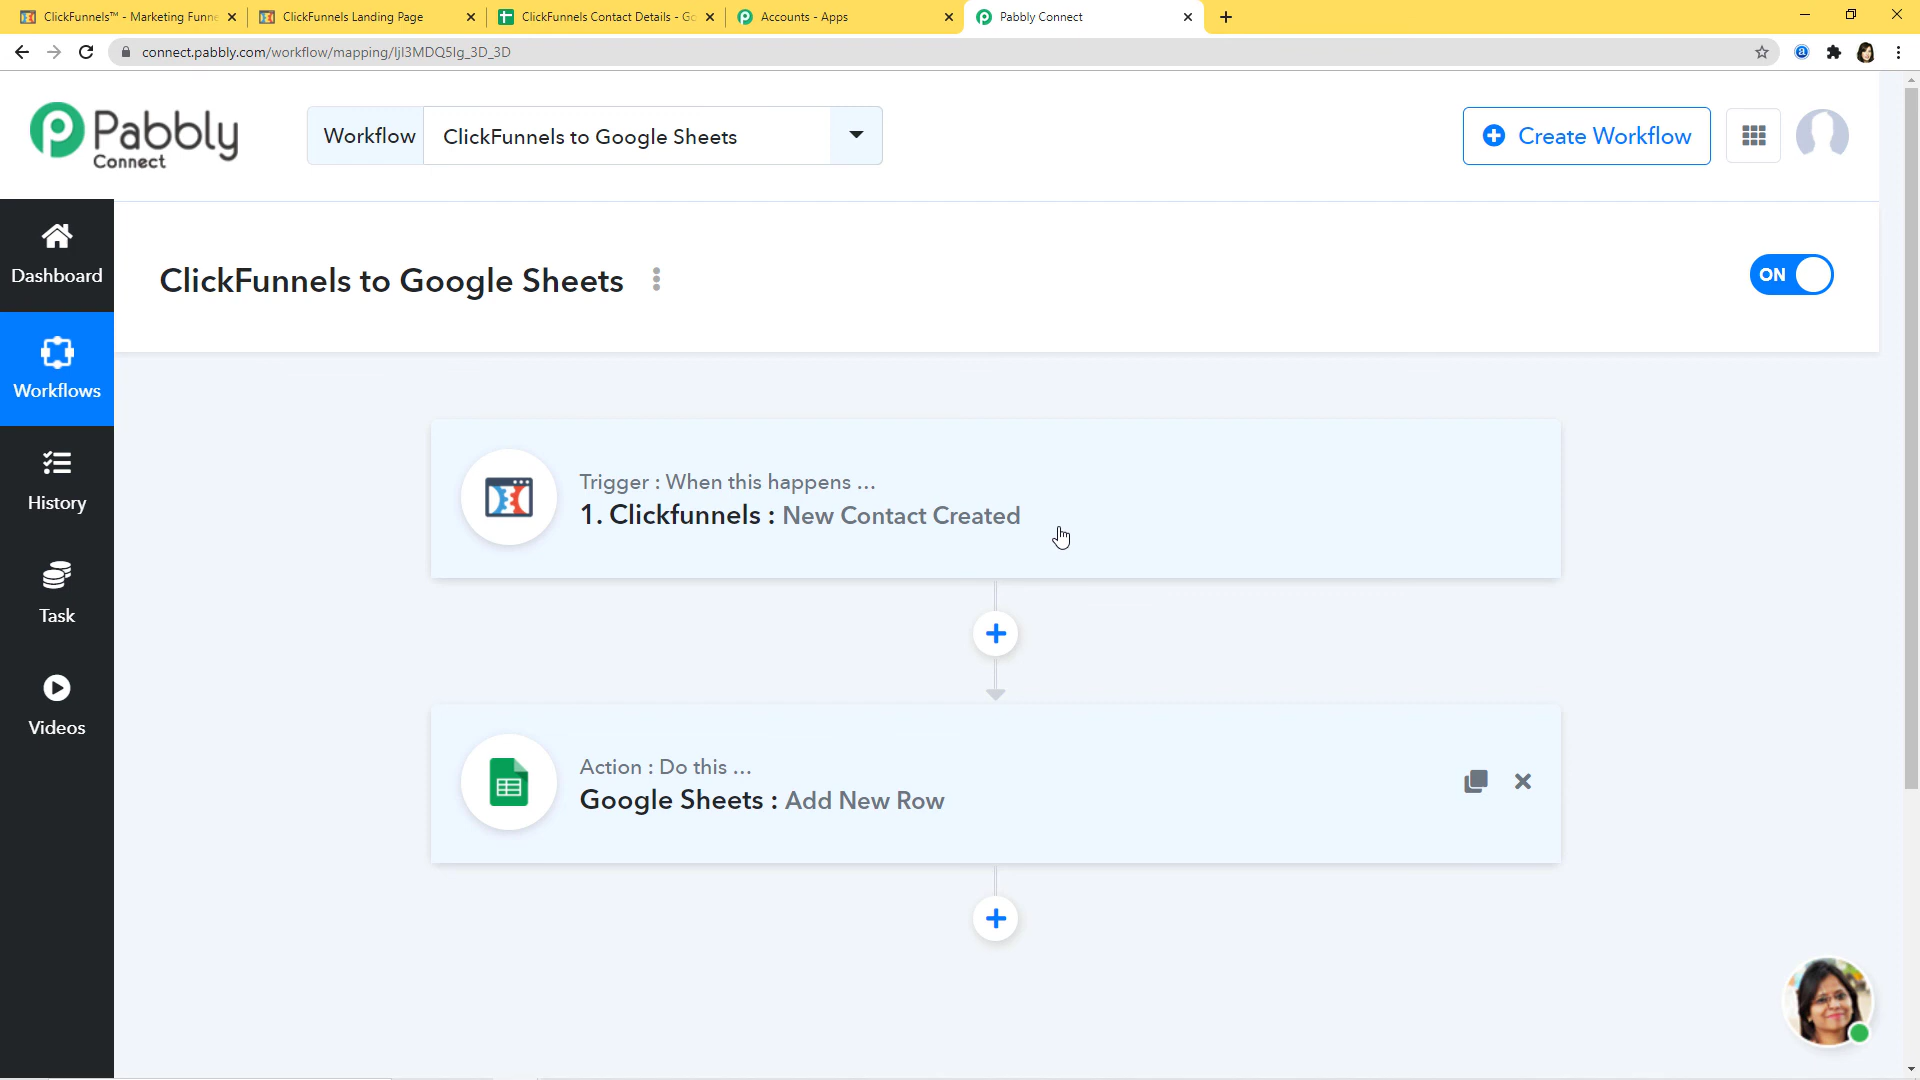 ClickFunnels™ - Marketing Funne
ClickFunnels Landing Page
ClickFunnels Contact Details - Go
Accounts - Apps
Pabbly Connect
connect.pabbly.com/workflow/mapping/IjI3MDQ5Ig_3D_3D
Pabbly
Connect
Workflow
ClickFunnels to Google Sheets
Create Workflow
Dashboard
Workflows
History
Task
Videos
ClickFunnels to Google Sheets
ON
Trigger : When this happens ...
1. Clickfunnels : New Contact Created
Action : Do this ...
Google Sheets : Add New Row